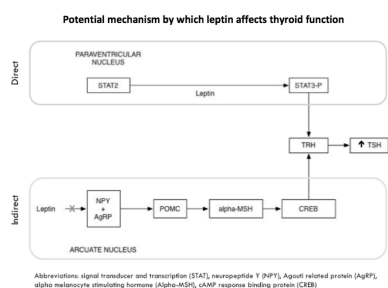 Potential mechanism by which leptin affects thyroid function
Direct
PARAVENTRICULAR
NUCLEUS
STAT2
Leptin
STAT3-P
TRH
↑ TSH
Indirect
Leptin
NPY
+
AgRP
POMC
alpha-MSH
CREB
ARCUATE NUCLEUS
Abbreviations: signal transducer and transcription (STAT), neuropeptide Y (NPY), Agouti related protein (AgRP),
alpha melanocyte stimulating hormone (Alpha-MSH), cAMP response binding protein (CREB)